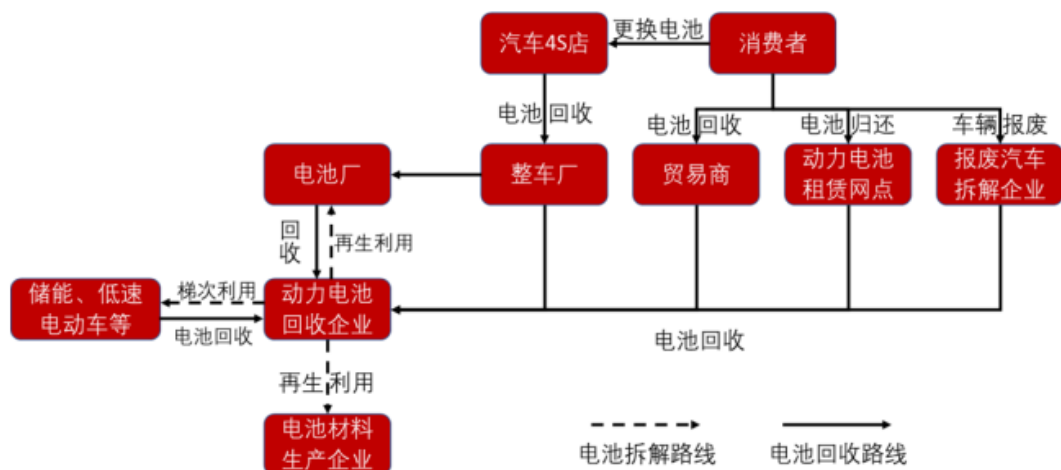 更换电池
汽车4S店
消费者
电池 回收
电池 回收
电池 归还
车辆 报废
电池厂
整车厂
贸易商
动力电池
租赁网点
报废汽车
拆解企业
回
收
再生利用
储能、低速
电动车等
梯次利用
电池回收
动力电池
回收企业
电池回收
再生 利用
电池材料
生产企业
电池拆解路线
电池回收路线